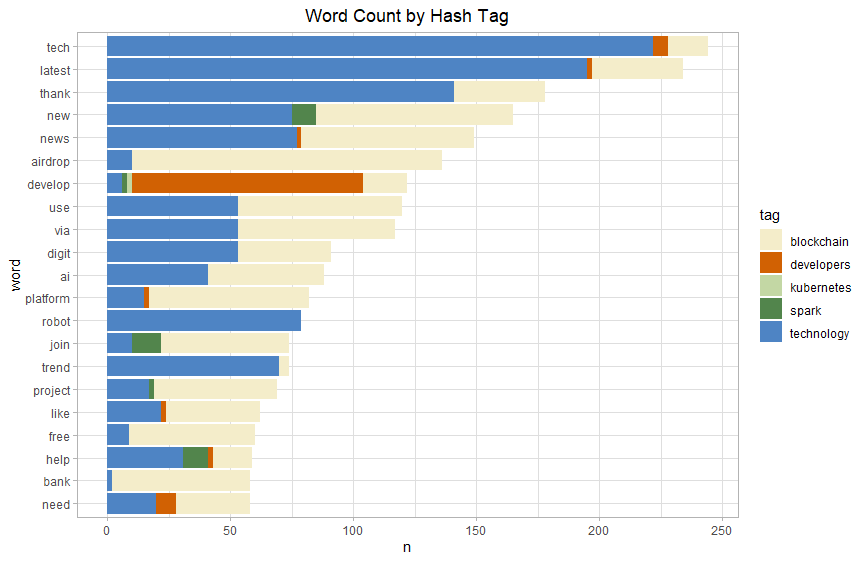 Word Count by Hash Tag
word
tech
latest
thank
new
news
airdrop
develop
use
via
digit
ai
platform
robot
join
trend
project
like
free
help
bank
need
0 50 100 150 200 250
n
tag
blockchain
developers
kubernetes
spark
technology